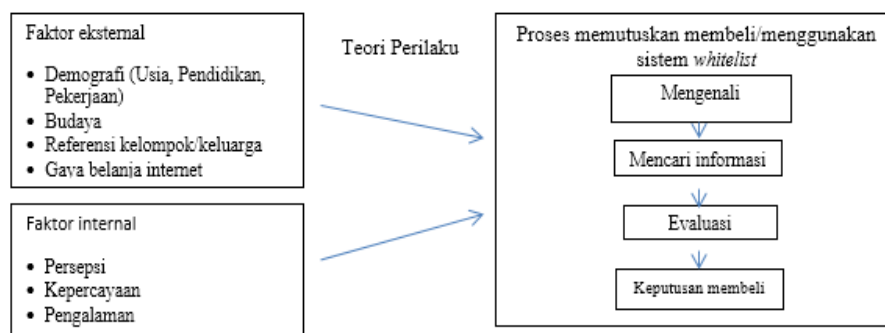 Faktor eksternal
• Demografi (Usia, Pendidikan,
Pekerjaan)
• Budaya
• Referensi kelompok/keluarga
• Gaya belanja internet
Faktor internal
• Persepsi
• Kepercayaan
• Pengalaman
Teori Perilaku
Proses memutuskan membeli/menggunakan
sistem whitelist
Mengenali
Mencari informasi
Evaluasi
Keputusan membeli